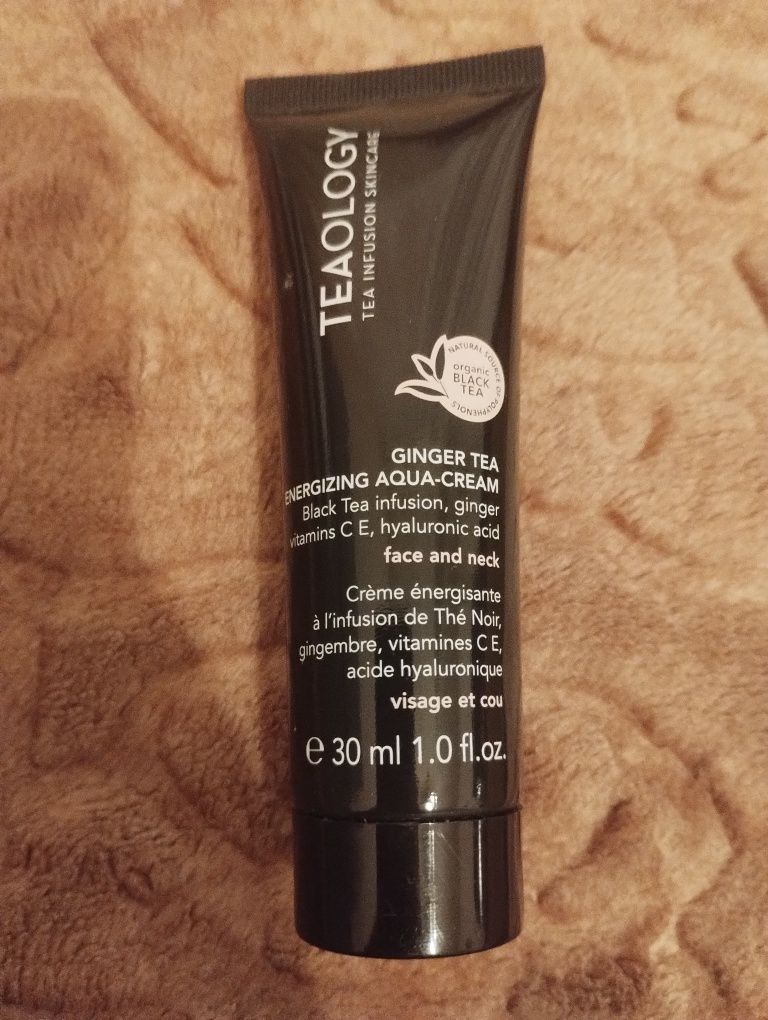 TEAOLOGY
TEA INFUSION SKINCARE
NATURAL SOURCE OF POLYPHENOLS
organic
BLACK
TEA
GINGER TEA
ENERGIZING AQUA-CREAM
Black Tea infusion, ginger
vitamins C E, hyaluronic acid
face and neck
Crème énergisante
à l'infusion de Thé Noir,
gingembre, vitamines C E,
acide hyaluronique
visage et cou
e 30 ml 1.0 fl.oz.